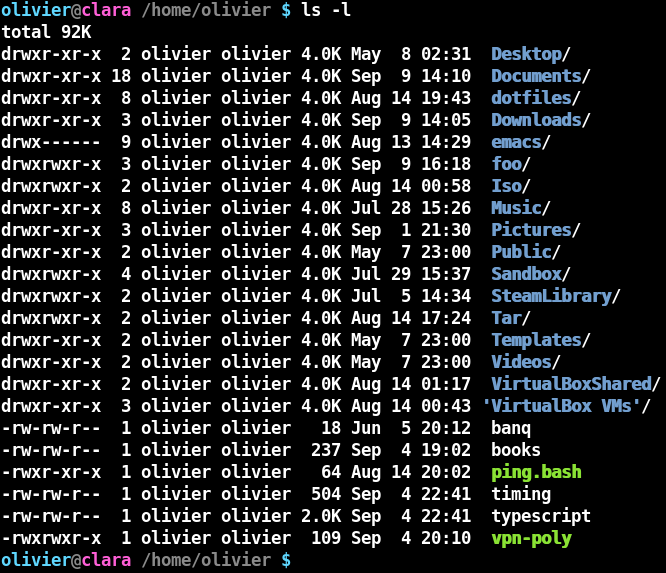 olivier@clara /home/olivier $ ls -l
total 92K
drwxr-xr-x  2 olivier olivier 4.0K May  8 02:31  Desktop/
drwxr-xr-x 18 olivier olivier 4.0K Sep  9 14:10  Documents/
drwxr-xr-x  8 olivier olivier 4.0K Aug 14 19:43  dotfiles/
drwxr-xr-x  3 olivier olivier 4.0K Sep  9 14:05  Downloads/
drwx------  9 olivier olivier 4.0K Aug 13 14:29  emacs/
drwxrwxr-x  3 olivier olivier 4.0K Sep  9 16:18  foo/
drwxrwxr-x  2 olivier olivier 4.0K Aug 14 00:58  Iso/
drwxr-xr-x  8 olivier olivier 4.0K Jul 28 15:26  Music/
drwxr-xr-x  3 olivier olivier 4.0K Sep  1 21:30  Pictures/
drwxr-xr-x  2 olivier olivier 4.0K May  7 23:00  Public/
drwxrwxr-x  4 olivier olivier 4.0K Jul 29 15:37  Sandbox/
drwxrwxr-x  2 olivier olivier 4.0K Jul  5 14:34  SteamLibrary/
drwxrwxr-x  2 olivier olivier 4.0K Aug 14 17:24  Tar/
drwxr-xr-x  2 olivier olivier 4.0K May  7 23:00  Templates/
drwxr-xr-x  2 olivier olivier 4.0K May  7 23:00  Videos/
drwxrwxr-x  2 olivier olivier 4.0K Aug 14 01:17  VirtualBoxShared/
drwxrwxr-x  3 olivier olivier 4.0K Aug 14 00:43 'VirtualBox VMs'/
-rw-rw-r--  1 olivier olivier   18 Jun  5 20:12  banq
-rw-rw-r--  1 olivier olivier  237 Sep  4 19:02  books
-rwxr-xr-x  1 olivier olivier   64 Aug 14 20:02  ping.bash
-rw-rw-r--  1 olivier olivier  504 Sep  4 22:41  timing
-rw-rw-r--  1 olivier olivier 2.0K Sep  4 22:41  typescript
-rwxrwxr-x  1 olivier olivier  109 Sep  4 20:10  vpn-poly
olivier@clara /home/olivier $